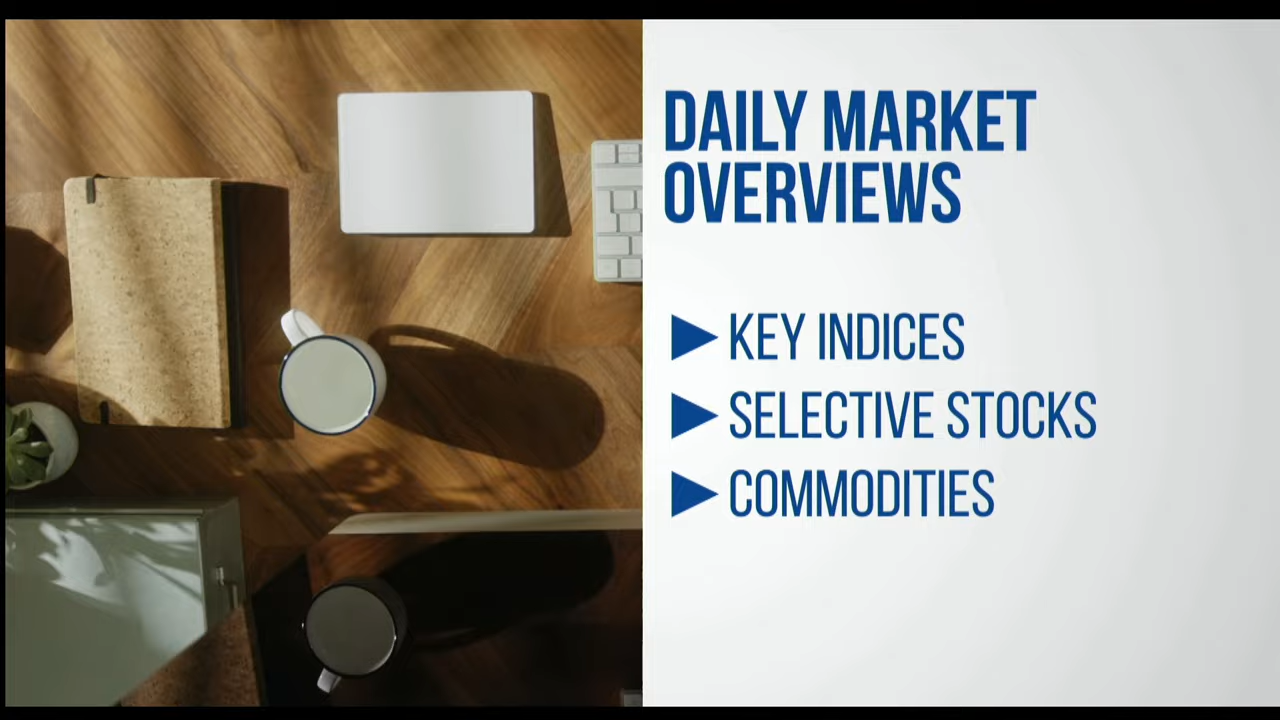 DAILY MARKET
OVERVIEWS
KEY INDICES
SELECTIVE STOCKS
COMMODITIES